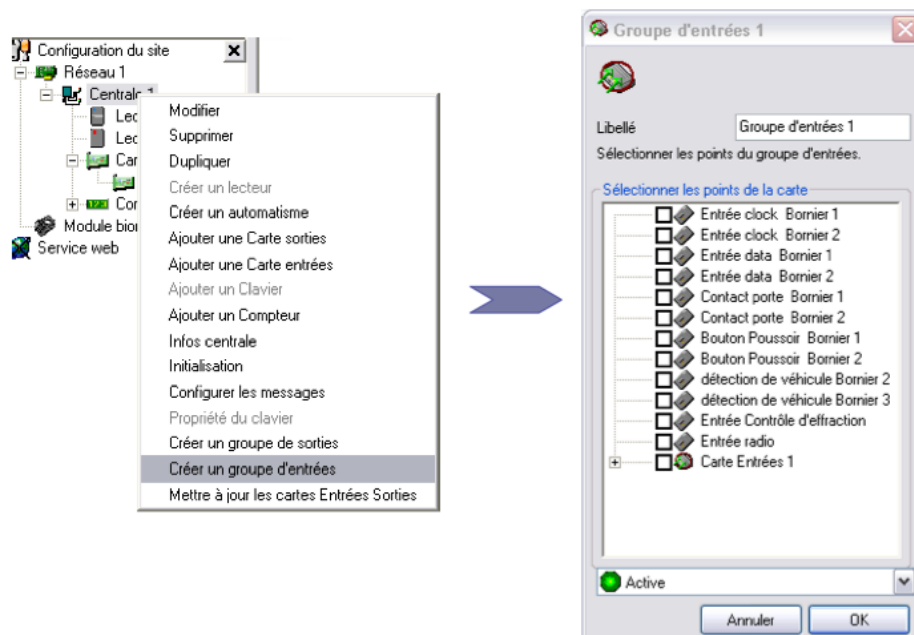 Configuration du site
Réseau 1
Centrale 1
Lec
Lec
Car
Cor
Module bion
Service web
Modifier
Supprimer
Dupliquer
Créer un lecteur
Créer un automatisme
Ajouter une Carte sorties
Ajouter une Carte entrées
Ajouter un Clavier
Ajouter un Compteur
Infos centrale
Initialisation
Configurer les messages
Propriété du clavier
Créer un groupe de sorties
Créer un groupe d'entrées
Mettre à jour les cartes Entrées Sorties
Groupe d'entrées 1
Libellé Groupe d'entrées 1
Sélectionner les points du groupe d'entrées.
Sélectionner les points de la carte
Entrée clock Bornier 1
Entrée clock Bornier 2
Entrée data Bornier 1
Entrée data Bornier 2
Contact porte Bornier 1
Contact porte Bornier 2
Bouton Poussoir Bornier 1
Bouton Poussoir Bornier 2
détection de véhicule Bornier 2
détection de véhicule Bornier 3
Entrée Contrôle d'effraction
Entrée radio
Carte Entrées 1
Active
Annuler OK